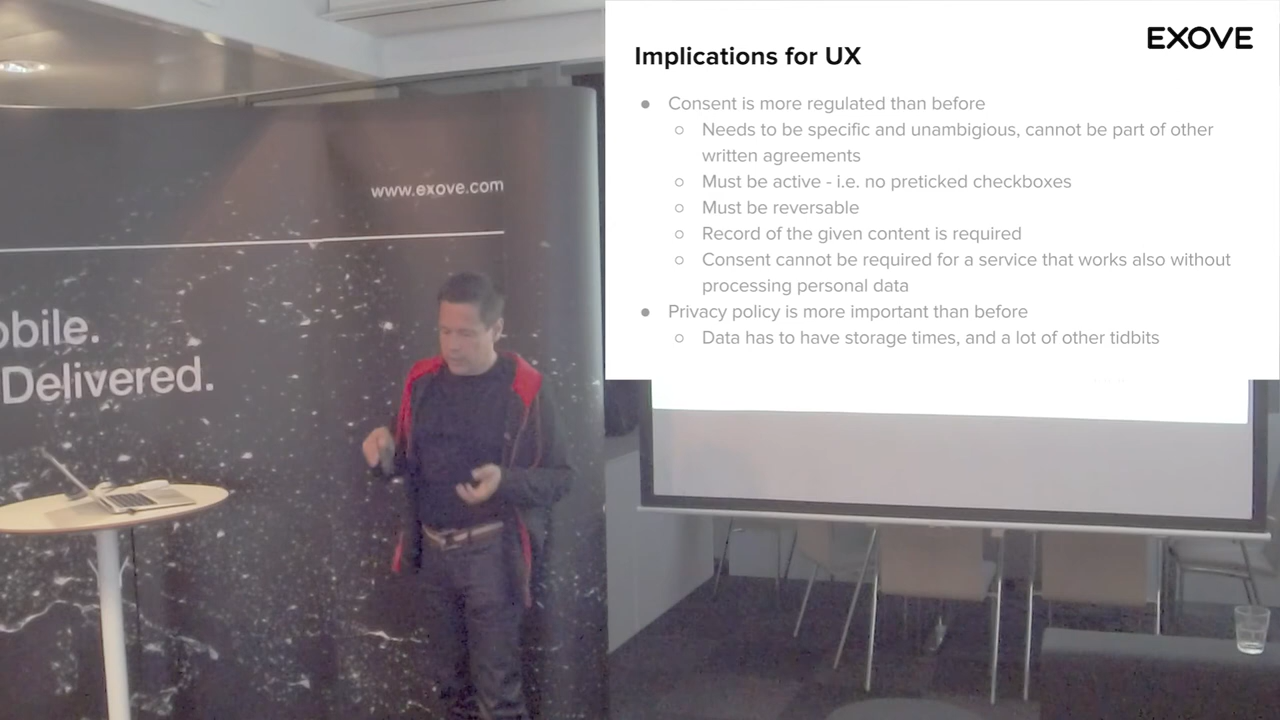 www.exove.com
obile.
Delivered.
EXOVE
Implications for UX
● Consent is more regulated than before
○ Needs to be specific and unambigious, cannot be part of other
written agreements
○ Must be active - i.e. no preticked checkboxes
○ Must be reversable
○ Record of the given content is required
○ Consent cannot be required for a service that works also without
processing personal data
● Privacy policy is more important than before
○ Data has to have storage times, and a lot of other tidbits